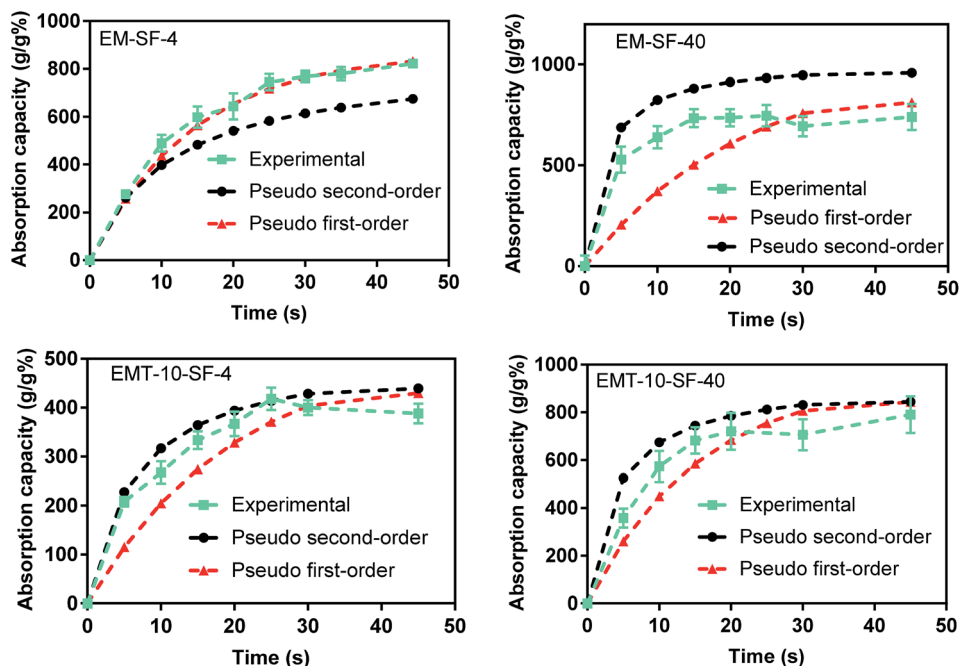 EM-SF-4
Absorption capacity (g/g%)
1000
800
600
400
200
0
Experimental
Pseudo second-order
Pseudo first-order
0 10 20 30 40 50
Time (s)
EM-SF-40
Absorption capacity (g/g%)
1000
500
0
Experimental
Pseudo first-order
Pseudo second-order
0 10 20 30 40 50
Time (s)
EMT-10-SF-4
Absorption capacity (g/g%)
500
400
300
200
100
0
Experimental
Pseudo second-order
Pseudo first-order
0 10 20 30 40 50
Time (s)
EMT-10-SF-40
Absorption capacity (g/g%)
1000
800
600
400
200
0
Experimental
Pseudo second-order
Pseudo first-order
0 10 20 30 40 50
Time (s)